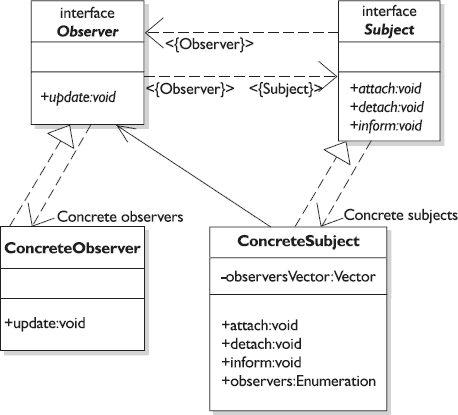 interface
Observer
+update:void
interface
Subject
+attach:void
+detach:void
+inform:void
<{Observer}>
<{Observer}>
<{Subject}>
Concrete observers
Concrete subjects
ConcreteObserver
+update:void
ConcreteSubject
-observersVector:Vector
+attach:void
+detach:void
+inform:void
+observers:Enumeration